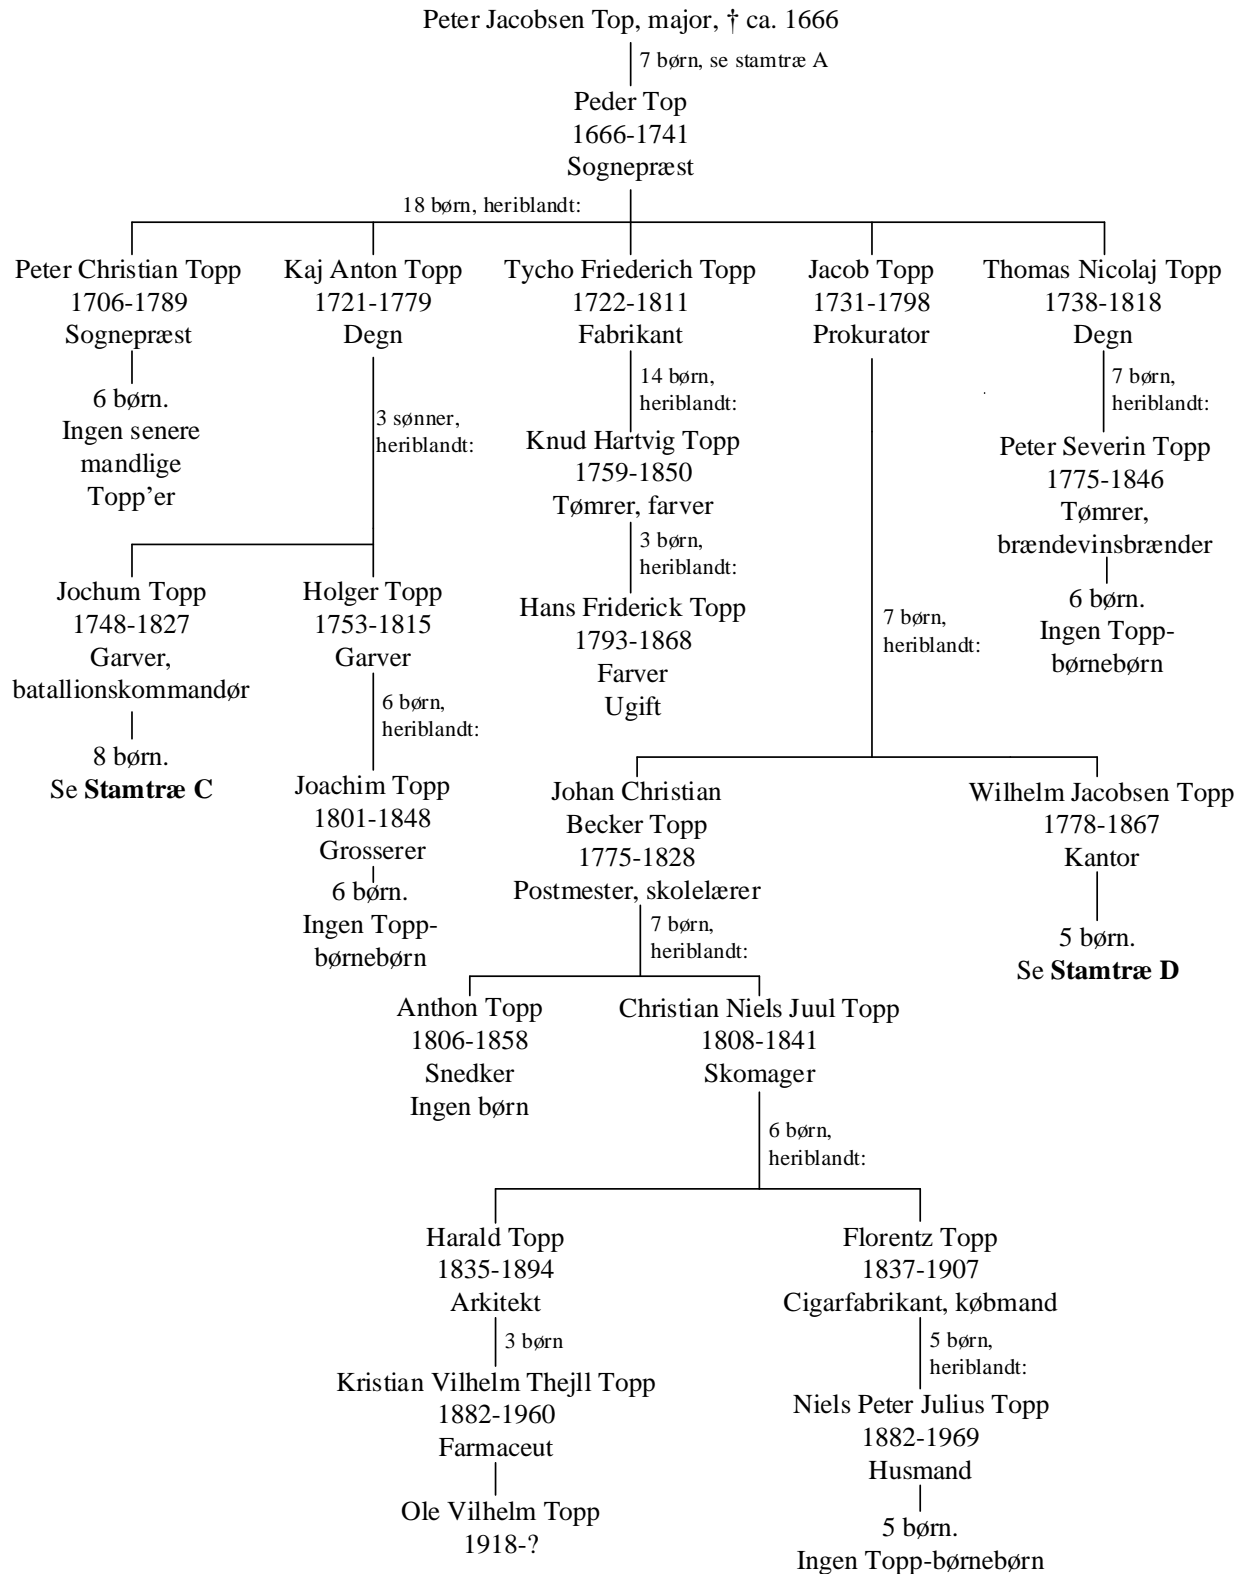 Peter Jacobsen Top, major, † ca. 1666
7 børn, se stamtræ A
Peder Top
1666-1741
Sognepræst
18 børn, heriblandt:
Peter Christian Topp
1706-1789
Sognepræst
6 børn.
Ingen senere
mandlige
Topp’er
Kaj Anton Topp
1721-1779
Degn
3 sønner,
heriblandt:
Jochum Topp
1748-1827
Garver,
batallionskommandør
8 børn.
Se Stamtræ C
Holger Topp
1753-1815
Garver
6 børn,
heriblandt:
Joachim Topp
1801-1848
Grosserer
6 børn.
Ingen Topp-
børnebørn
Tycho Friederich Topp
1722-1811
Fabrikant
14 børn,
heriblandt:
Knud Hartvig Topp
1759-1850
Tømrer, farver
3 børn,
heriblandt:
Hans Friderick Topp
1793-1868
Farver
Ugift
Jacob Topp
1731-1798
Prokurator
7 børn,
heriblandt:
Thomas Nicolaj Topp
1738-1818
Degn
7 børn,
heriblandt:
Peter Severin Topp
1775-1846
Tømrer,
brændevinsbrænder
6 børn.
Ingen Topp-
børnebørn
Johan Christian
Becker Topp
1775-1828
Postmester, skolelærer
7 børn,
heriblandt:
Wilhelm Jacobsen Topp
1778-1867
Kantor
5 børn.
Se Stamtræ D
Anthon Topp
1806-1858
Snedker
Ingen børn
Christian Niels Juul Topp
1808-1841
Skomager
6 børn,
heriblandt:
Harald Topp
1835-1894
Arkitekt
3 børn
Kristian Vilhelm Thejll Topp
1882-1960
Farmaceut
Ole Vilhelm Topp
1918-?
Florentz Topp
1837-1907
Cigarfabrikant, købmand
5 børn,
heriblandt:
Niels Peter Julius Topp
1882-1969
Husmand
5 børn.
Ingen Topp-børnebørn